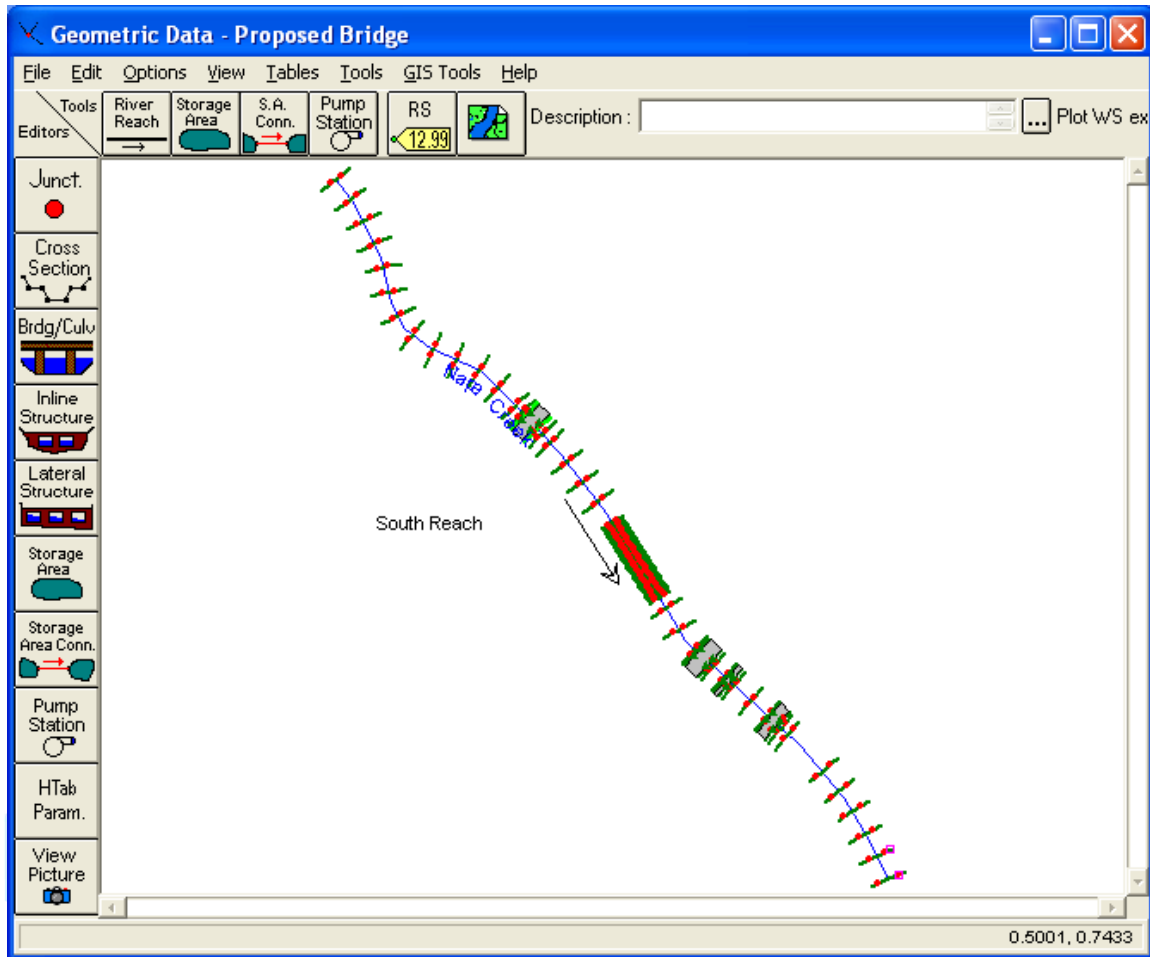 Geometric Data - Proposed Bridge
File Edit Options View Tables Tools GIS Tools Help
Tools
Editors
River
Reach
Storage
Area
S.A.
Conn.
Pump
Station
RS
12.99
Description :
...
Plot WS ex
Junct.
Cross
Section
Brdg/Culv
Inline
Structure
Lateral
Structure
Storage
Area
Storage
Area Conn.
Pump
Station
HTab
Param.
View
Picture
Creek
South Reach
0.5001, 0.7433